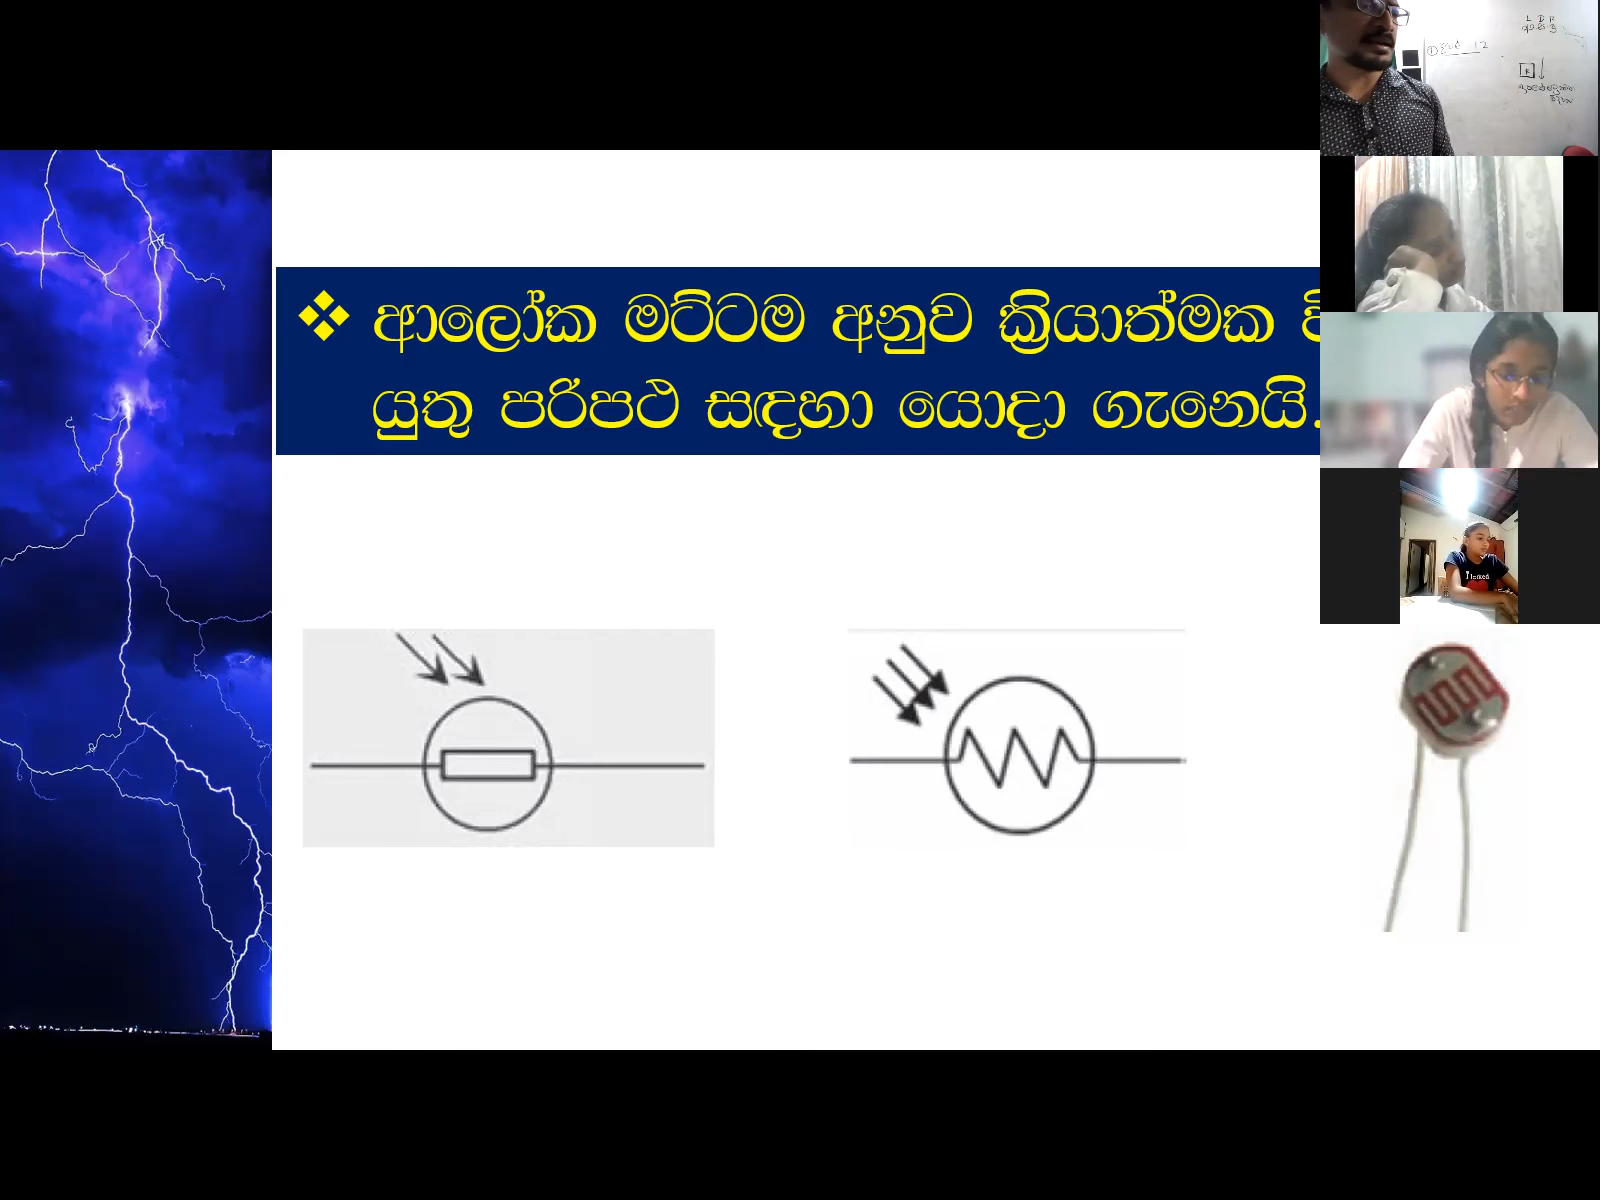 ❖ ආලෝක මට්ටම අනුව ක්‍රියාත්මක
යුතු පරිපථ සඳහා යොදා ගැනෙයි.
L D R